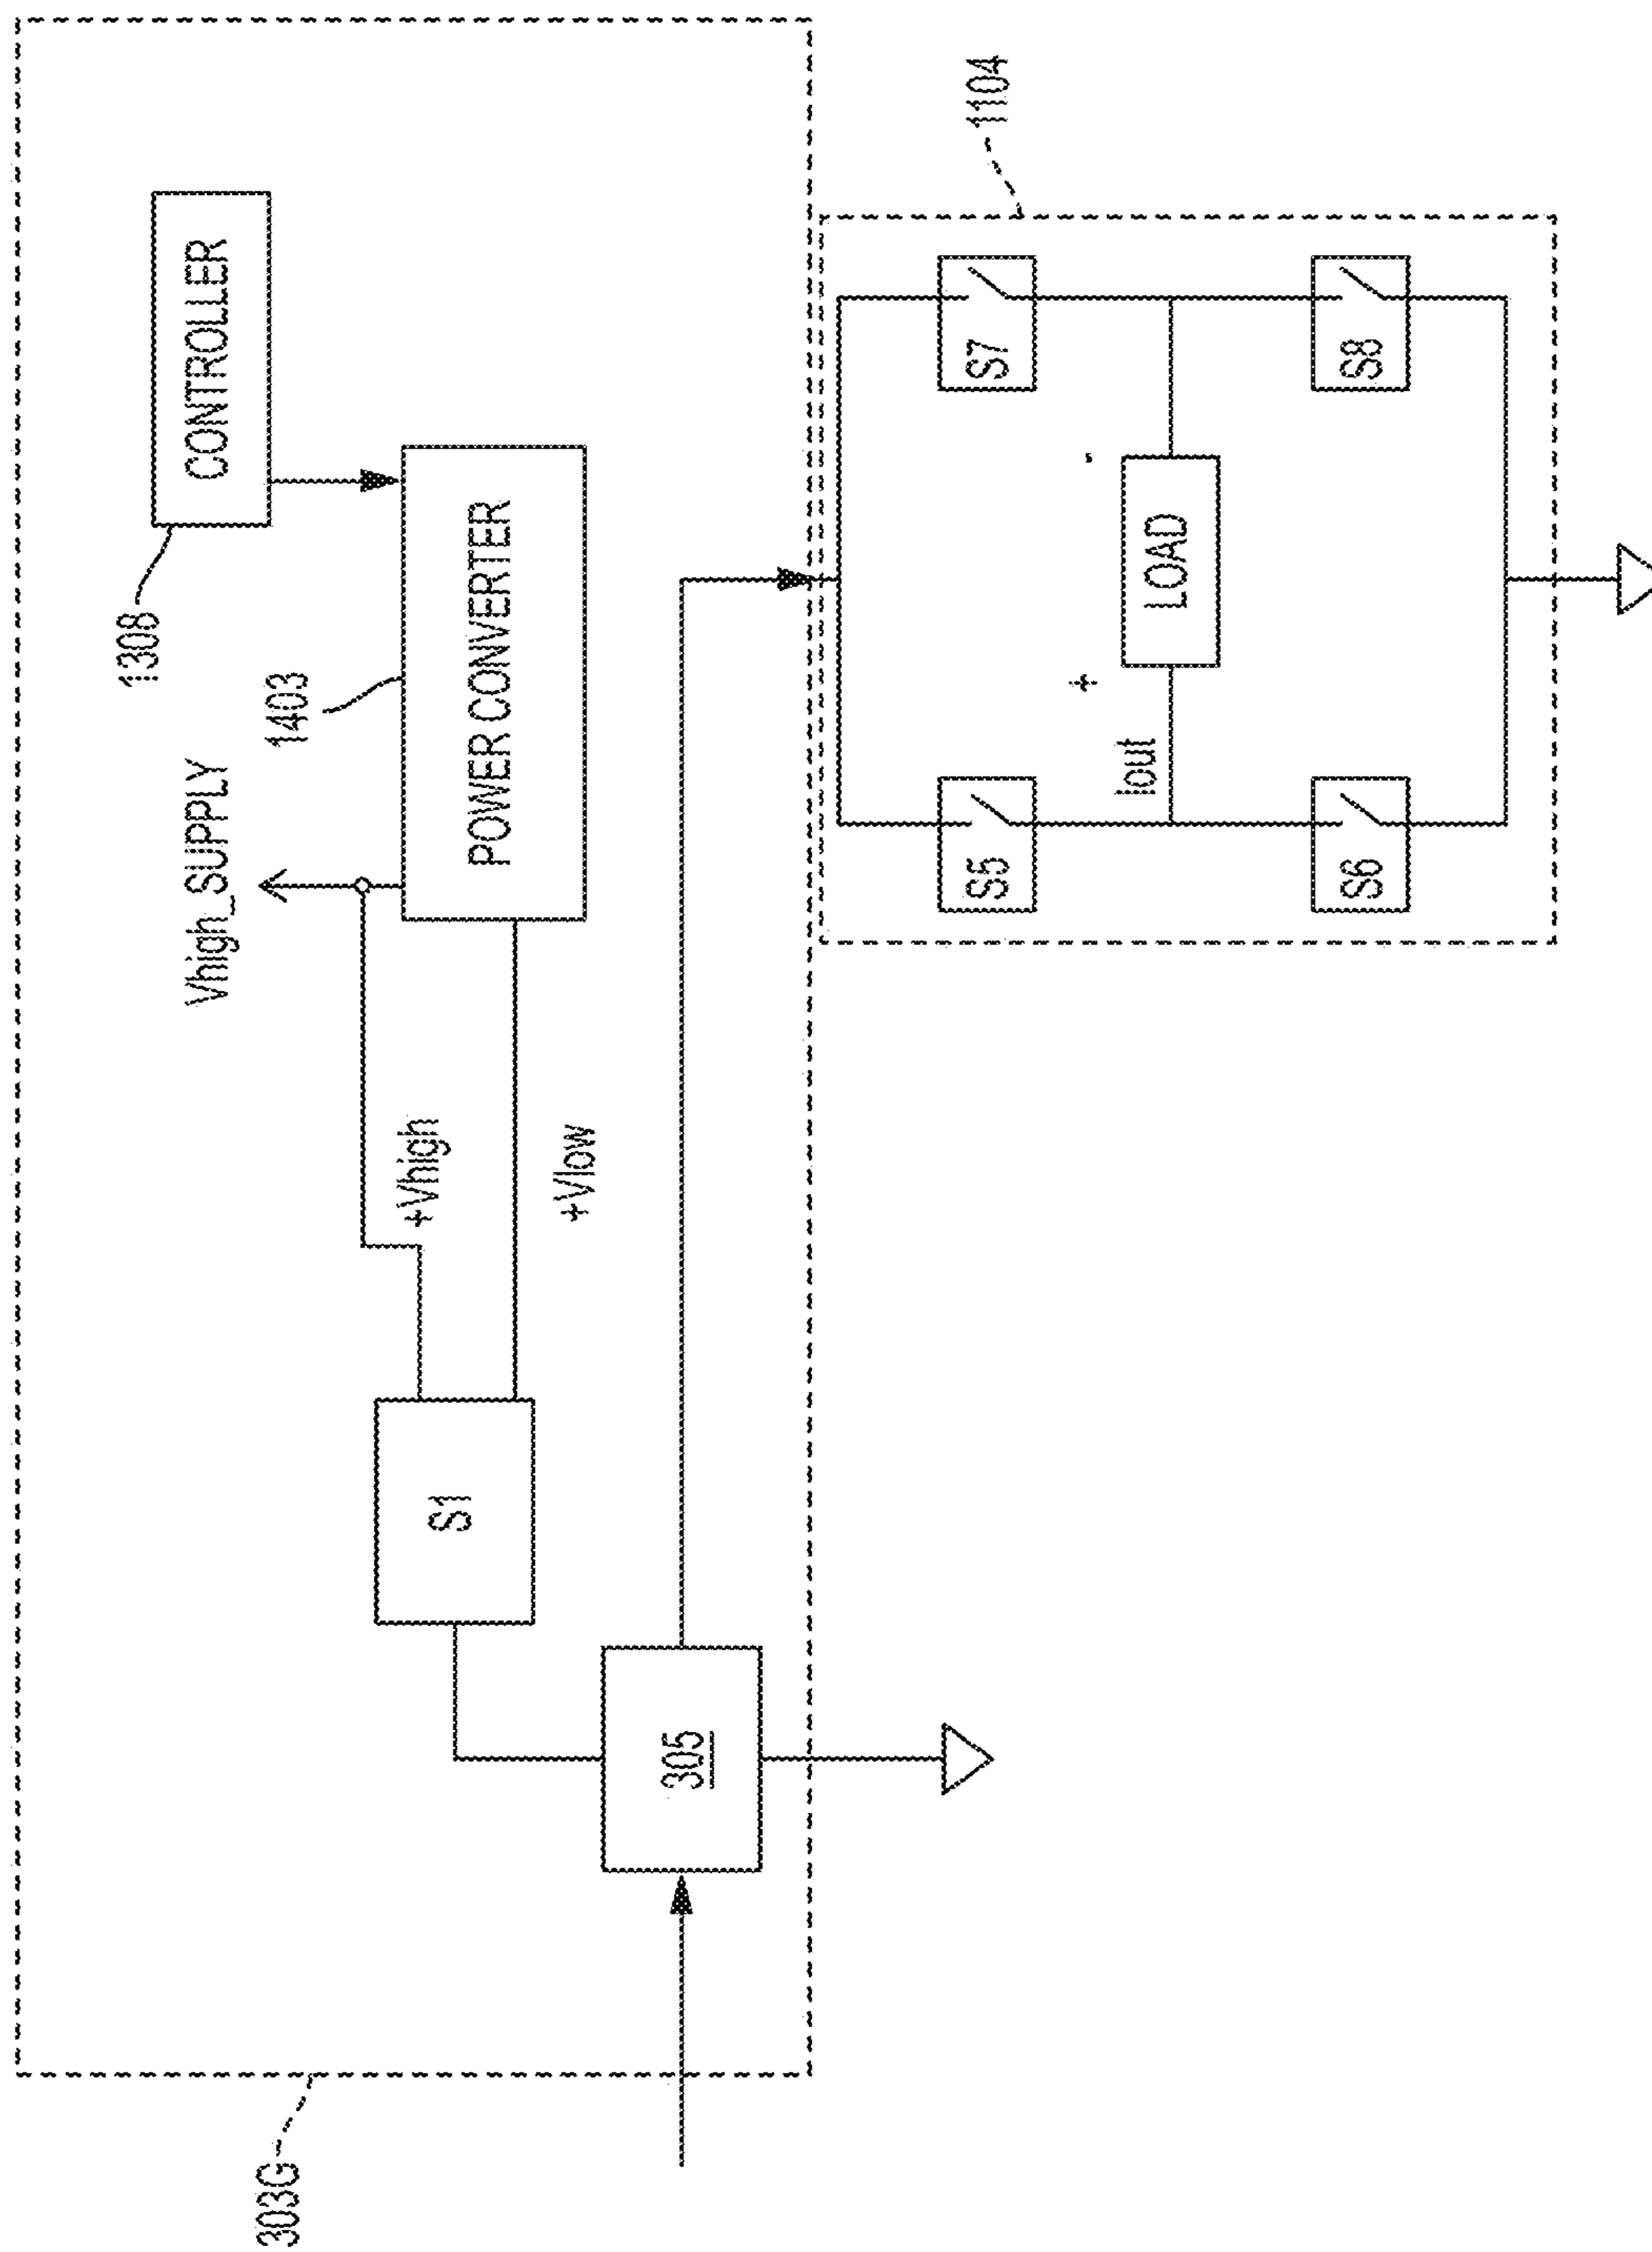 303G
305
S1
+Vhigh
+Vlow
Vhigh_SUPPLY
1403
POWER CONVERTER
1308
CONTROLLER
1104
S5
S7
Iout
+
LOAD
-
S6
S8